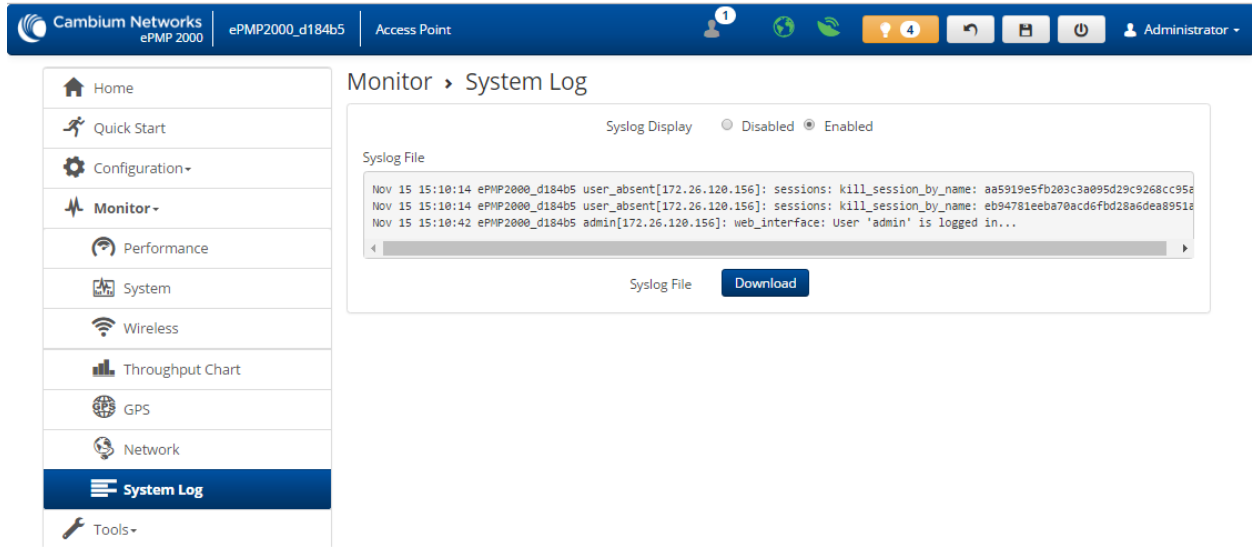 Cambium Networks
ePMP 2000
ePMP2000_d184b5
Access Point
1
4
Administrator
Home
Quick Start
Configuration
Monitor
Performance
System
Wireless
Throughput Chart
GPS
GPS
Network
System Log
Tools
Monitor › System Log
Syslog Display Disabled Enabled
Syslog File
Nov 15 15:10:14 ePMP2000_d184b5 user_absent[172.26.120.156]: sessions: kill_session_by_name: aa5919e5fb203c3a095d29c9268cc95a
Nov 15 15:10:14 ePMP2000_d184b5 user_absent[172.26.120.156]: sessions: kill_session_by_name: eb94781eeba70acd6fbd28a6dea8951a
Nov 15 15:10:42 ePMP2000_d184b5 admin[172.26.120.156]: web_interface: User 'admin' is logged in...
Syslog File Download